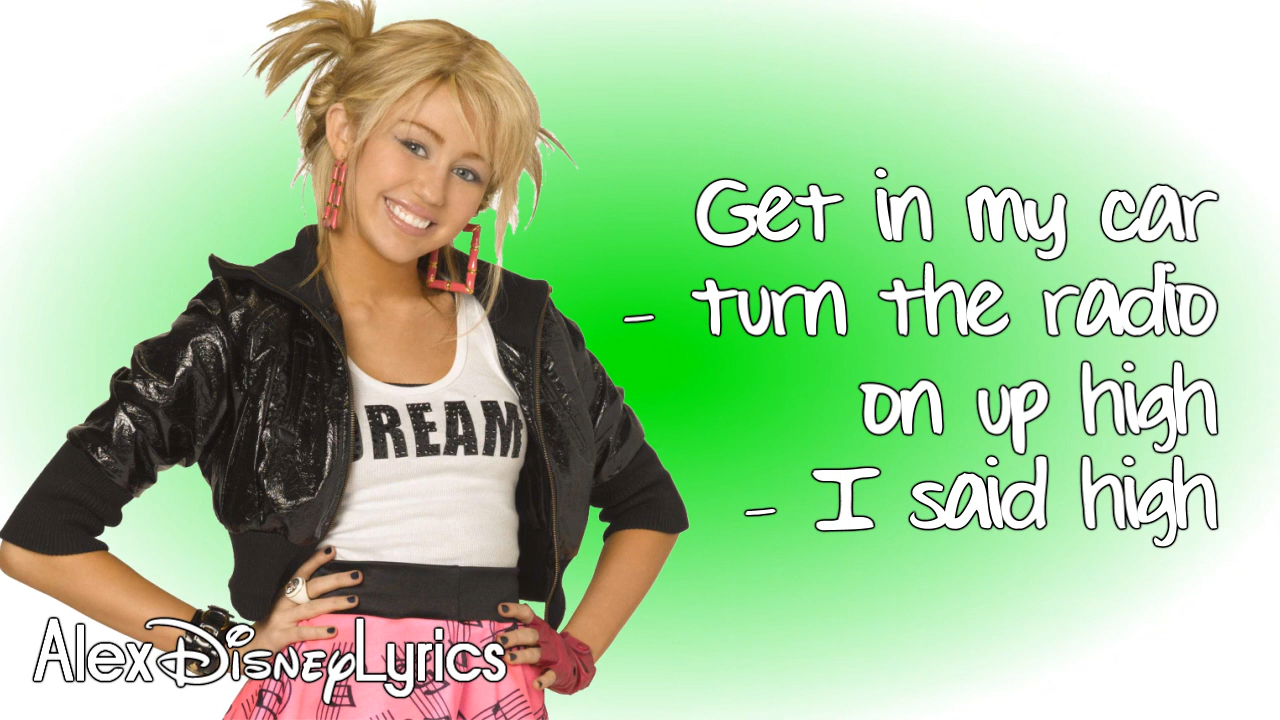 Get in my car
- turn the radio
on up high
- I said high
DREAM
AlexDisneyLyrics